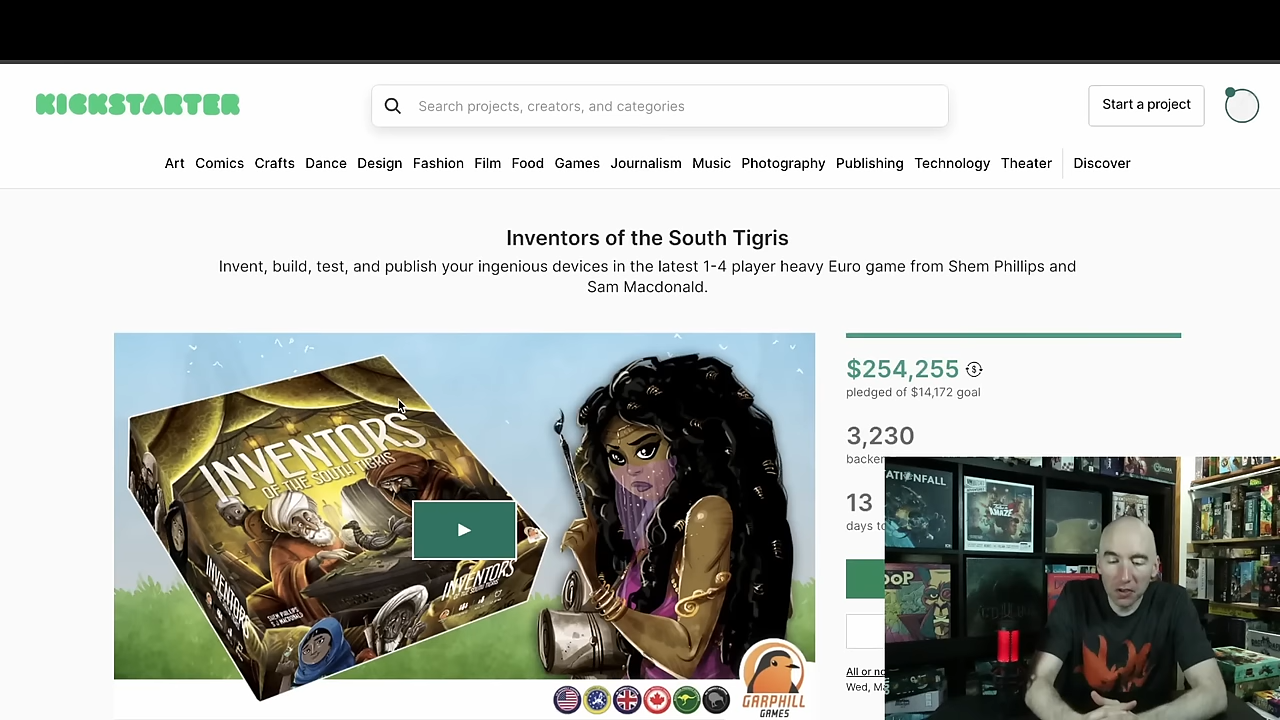 KICKSTARTER
Search projects, creators, and categories
Start a project
Art Comics Crafts Dance Design Fashion Film Food Games Journalism Music Photography Publishing Technology Theater Discover
Inventors of the South Tigris
Invent, build, test, and publish your ingenious devices in the latest 1-4 player heavy Euro game from Shem Phillips and
Sam Macdonald.
$254,255
pledged of $14,172 goal
3,230
backe
13
days to
All or no
Wed, M
INVENTORS
OF THE SOUTH TIGRIS
INVENTORS
INVENTORS
SHEM PHILLIPS
GARPHILL
GAMES